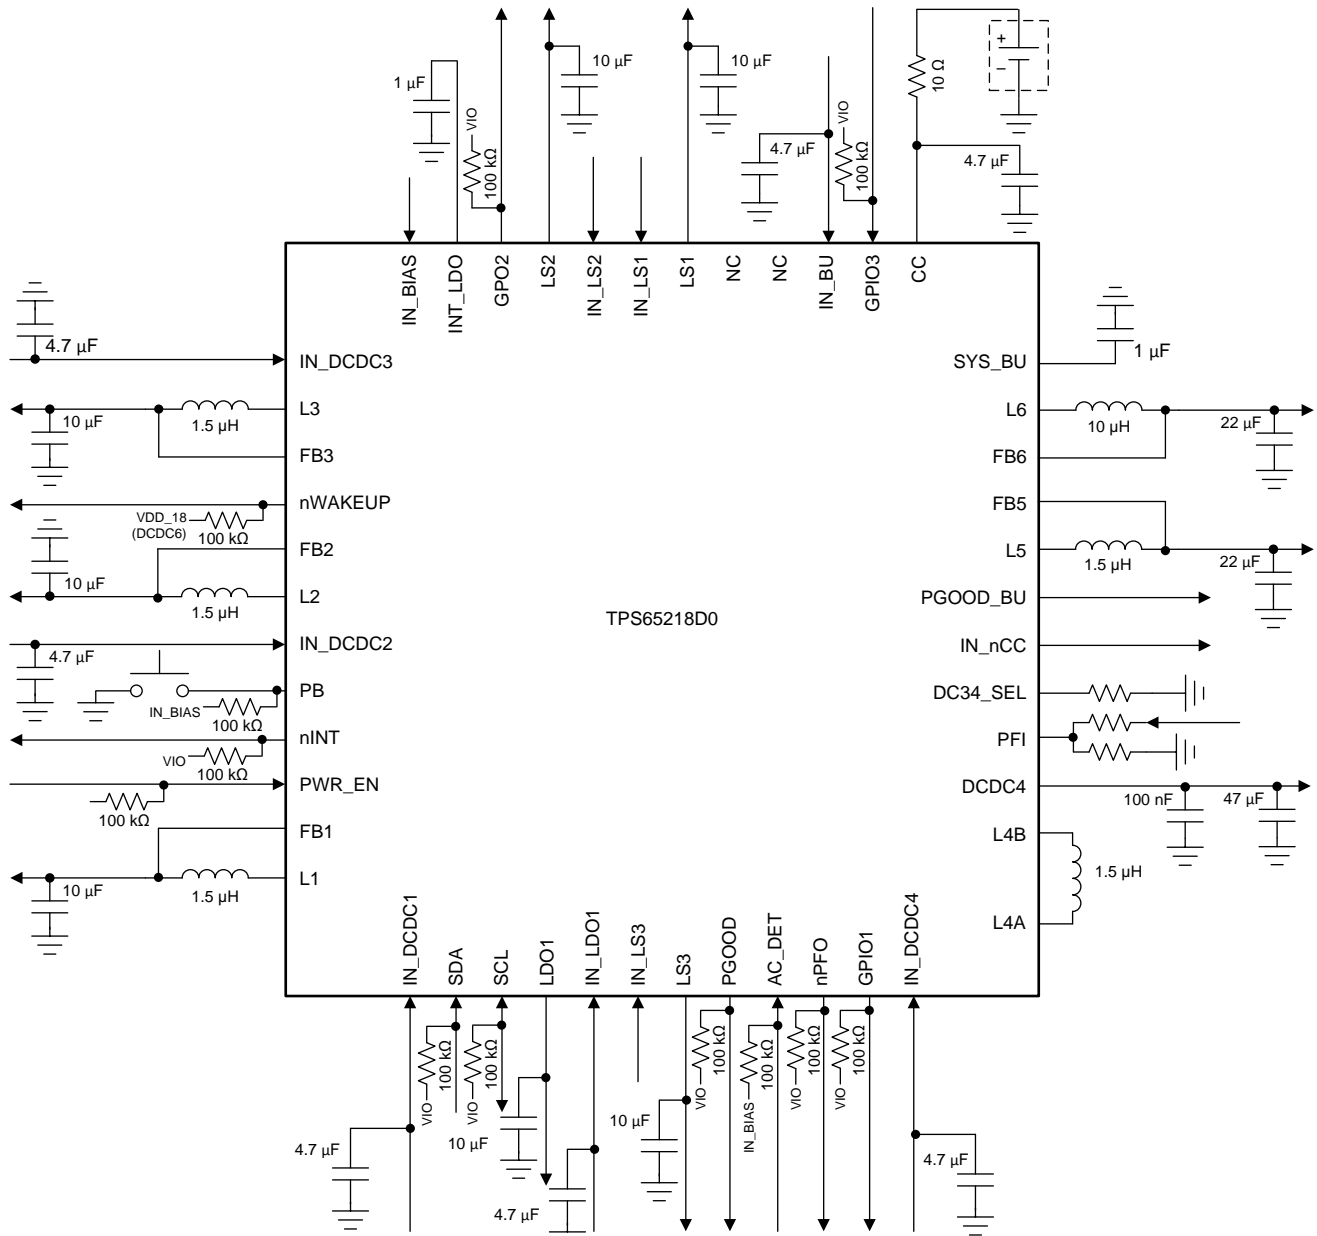 10 µF
10 µF
+
−
10 Ω
1 µF
VIO
100 kΩ
4.7 µF
VIO
100 kΩ
4.7 µF
IN_BIAS
INT_LDO
GPO2
LS2
IN_LS2
IN_LS1
LS1
NC
NC
IN_BU
GPIO3
CC
4.7 µF
IN_DCDC3
SYS_BU
1 µF
L3
10 µF
1.5 µH
L6
10 µH
22 µF
FB3
FB6
nWAKEUP
VDD_18
(DCDC6)
100 kΩ
FB5
FB2
L5
1.5 µH
22 µF
10 µF
L2
1.5 µH
PGOOD_BU
TPS65218D0
IN_DCDC2
4.7 µF
IN_nCC
PB
IN_BIAS
100 kΩ
DC34_SEL
nINT
VIO
100 kΩ
PFI
PWR_EN
100 kΩ
DCDC4
100 nF
47 µF
FB1
L4B
L1
10 µF
1.5 µH
1.5 µH
L4A
IN_DCDC1
SDA
SCL
LDO1
IN_LDO1
IN_LS3
LS3
PGOOD
AC_DET
nPFO
GPIO1
IN_DCDC4
100 kΩ
VIO
100 kΩ
VIO
100 kΩ
VIO
100 kΩ
IN_BIAS
100 kΩ
VIO
100 kΩ
VIO
4.7 µF
10 µF
4.7 µF
10 µF
4.7 µF